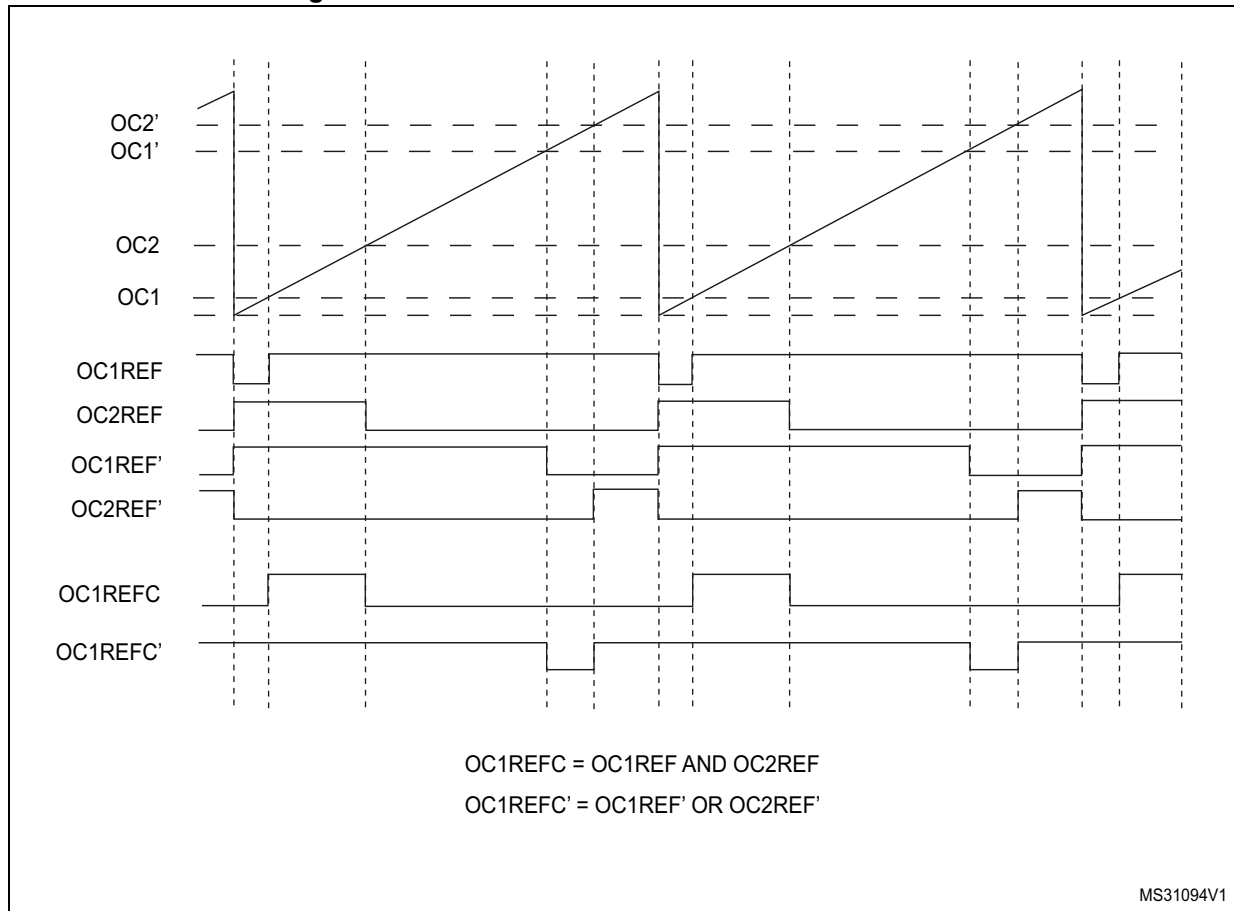 OC2’
OC1’
OC2
OC1
OC1REF
OC2REF
OC1REF’
OC2REF’
OC1REFC
OC1REFC’
OC1REFC = OC1REF AND OC2REF
OC1REFC’ = OC1REF’ OR OC2REF’
MS31094V1